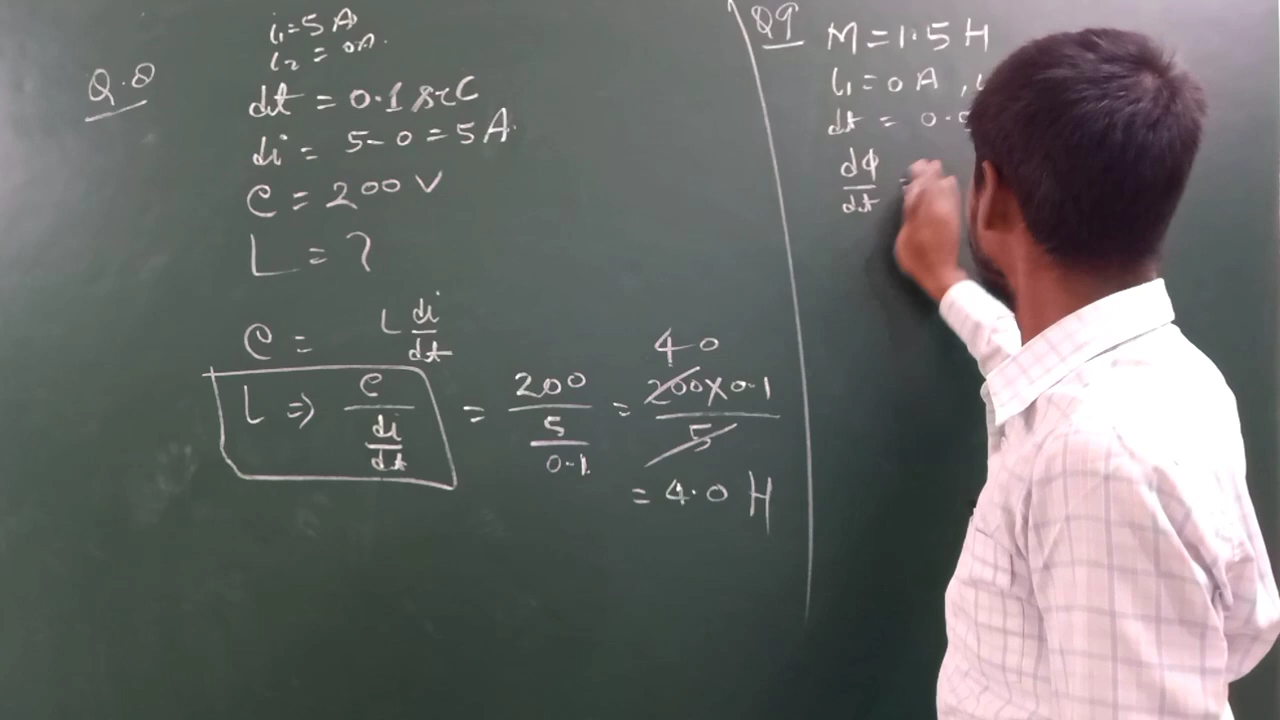 Q.8
i₁=5A
i₂ = 0A.
dt = 0.1 sec
di = 5-0 = 5A.
e = 200 V
L = ?
e = L di/dt
L ⇒ e/(di/dt) = 200/(5/0.1) = 200×0.1/5
40
= 4.0 H
Q9
M = 1.5 H
i₁ = 0 A ,
dt = 0.
dϕ/dt =